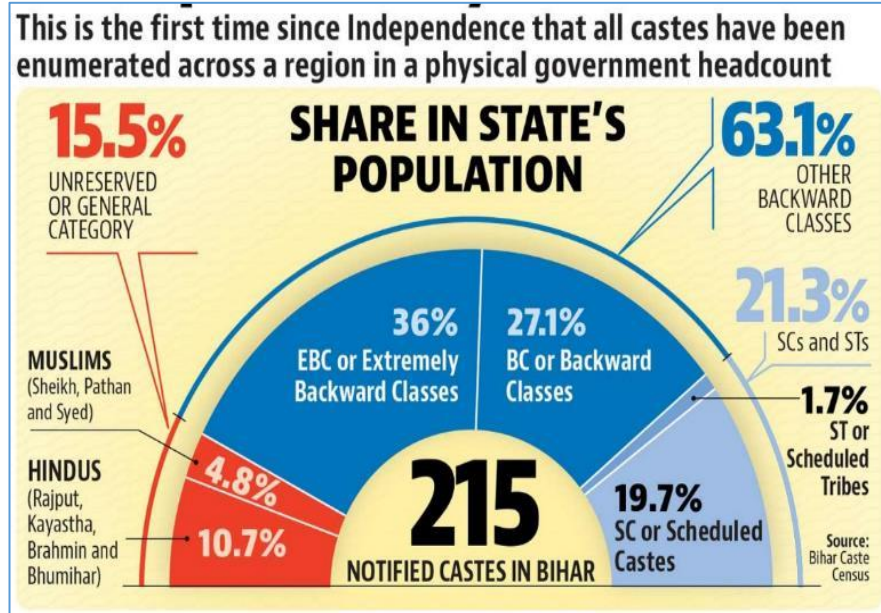 This is the first time since Independence that all castes have been
enumerated across a region in a physical government headcount
SHARE IN STATE'S
POPULATION
15.5%
UNRESERVED
OR GENERAL
CATEGORY
63.1%
OTHER
BACKWARD
CLASSES
21.3%
SCs and STs
MUSLIMS
(Sheikh, Pathan
and Syed)
4.8%
HINDUS
(Rajput,
Kayastha,
Brahmin and
Bhumihar)
10.7%
36%
EBC or Extremely
Backward Classes
27.1%
BC or Backward
Classes
1.7%
ST or
Scheduled
Tribes
19.7%
SC or Scheduled
Castes
215
NOTIFIED CASTES IN BIHAR
Source:
Bihar Caste
Census